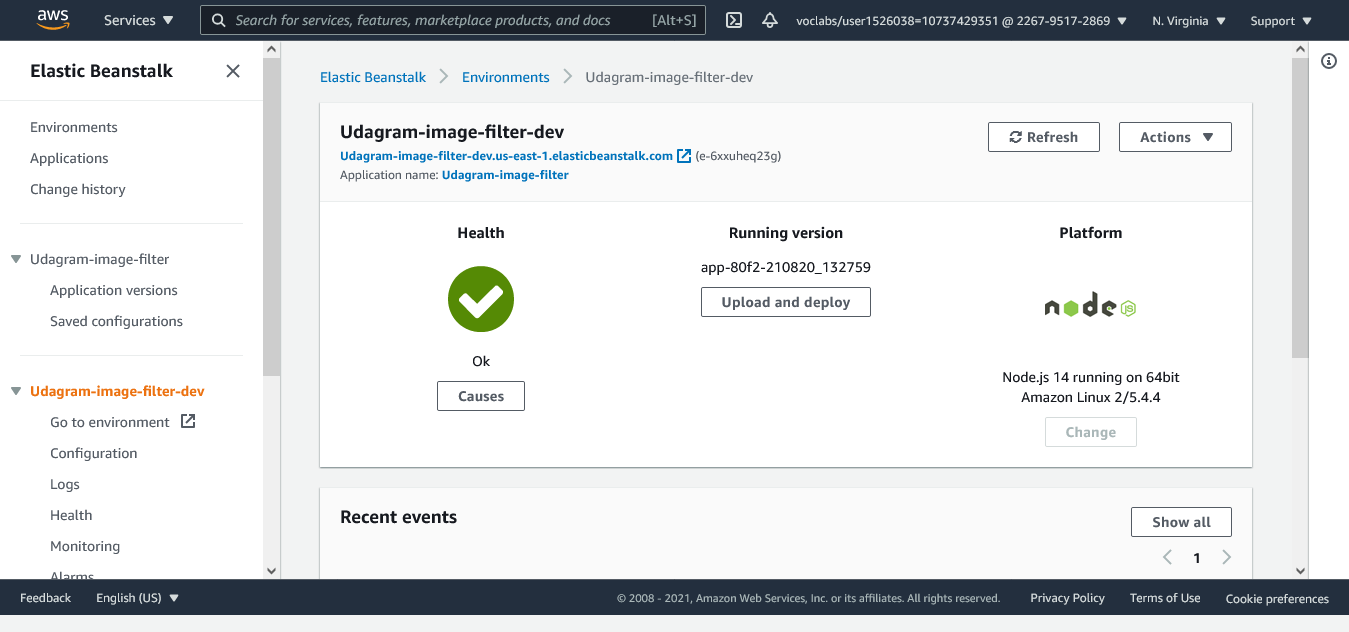 aws
Services ▼
Search for services, features, marketplace products, and docs [Alt+S]
voclabs/user1526038=10737429351 @ 2267-9517-2869 ▼
N. Virginia ▼
Support ▼
Elastic Beanstalk
Environments
Applications
Change history
Udagram-image-filter
Application versions
Saved configurations
Udagram-image-filter-dev
Go to environment
Configuration
Logs
Health
Monitoring
Alarms
Elastic Beanstalk > Environments > Udagram-image-filter-dev
Udagram-image-filter-dev
Udagram-image-filter-dev.us-east-1.elasticbeanstalk.com (e-6xxuheq23g)
Application name: Udagram-image-filter
Refresh
Actions ▼
Health
Ok
Causes
Running version
app-80f2-210820_132759
Upload and deploy
Platform
node JS
Node.js 14 running on 64bit
Amazon Linux 2/5.4.4
Change
Recent events
Show all
< 1 >
Feedback
English (US) ▼
© 2008 - 2021, Amazon Web Services, Inc. or its affiliates. All rights reserved.
Privacy Policy
Terms of Use
Cookie preferences